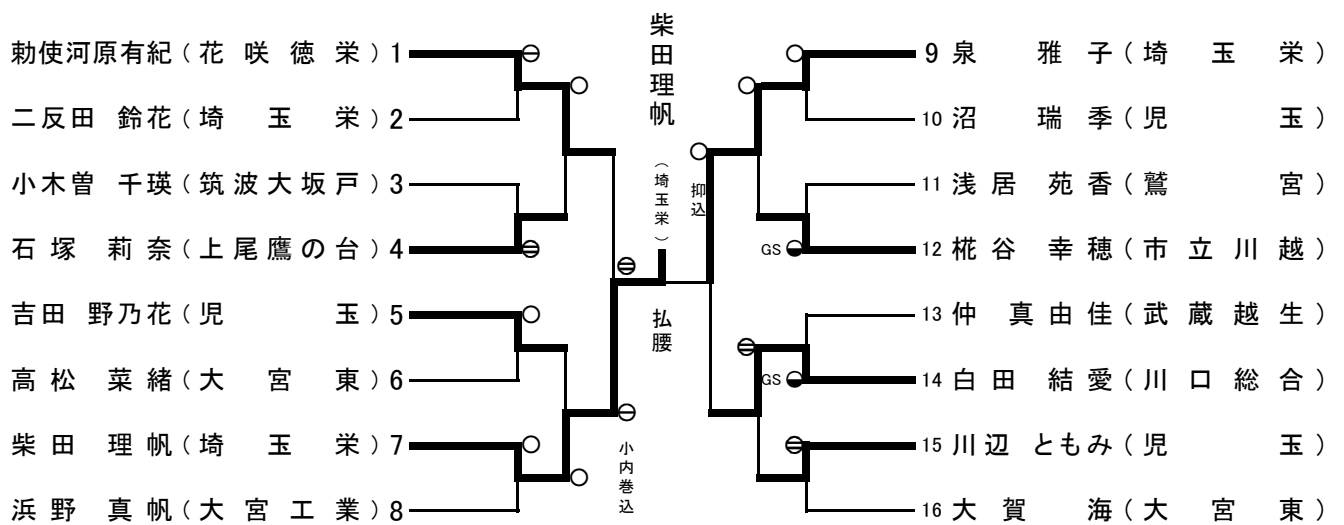 勅使河原有紀(花咲徳栄)1
二反田 鈴花(埼玉栄)2
小木曽 千瑛(筑波大坂戸)3
石塚 莉奈(上尾鷹の台)4
吉田 野乃花(児玉)5
高松 菜緒(大宮東)6
柴田 理帆(埼玉栄)7
浜野 真帆(大宮工業)8
柴田理帆
(埼玉栄)
抑込
払腰
小内巻込
9 泉 雅子(埼玉栄)
10 沼 瑞季(児玉)
11 浅居 苑香(鷲宮)
GS
12 椛谷 幸穂(市立川越)
13 仲 真由佳(武蔵越生)
GS
14 白田 結愛(川口総合)
15 川辺 ともみ(児玉)
16 大賀 海(大宮東)